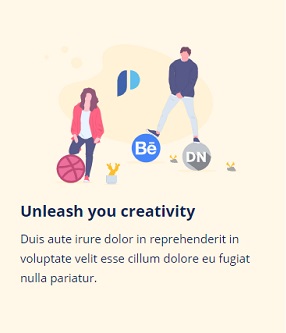 Bē
DN
Unleash you creativity
Duis aute irure dolor in reprehenderit in
voluptate velit esse cillum dolore eu fugiat
nulla pariatur.